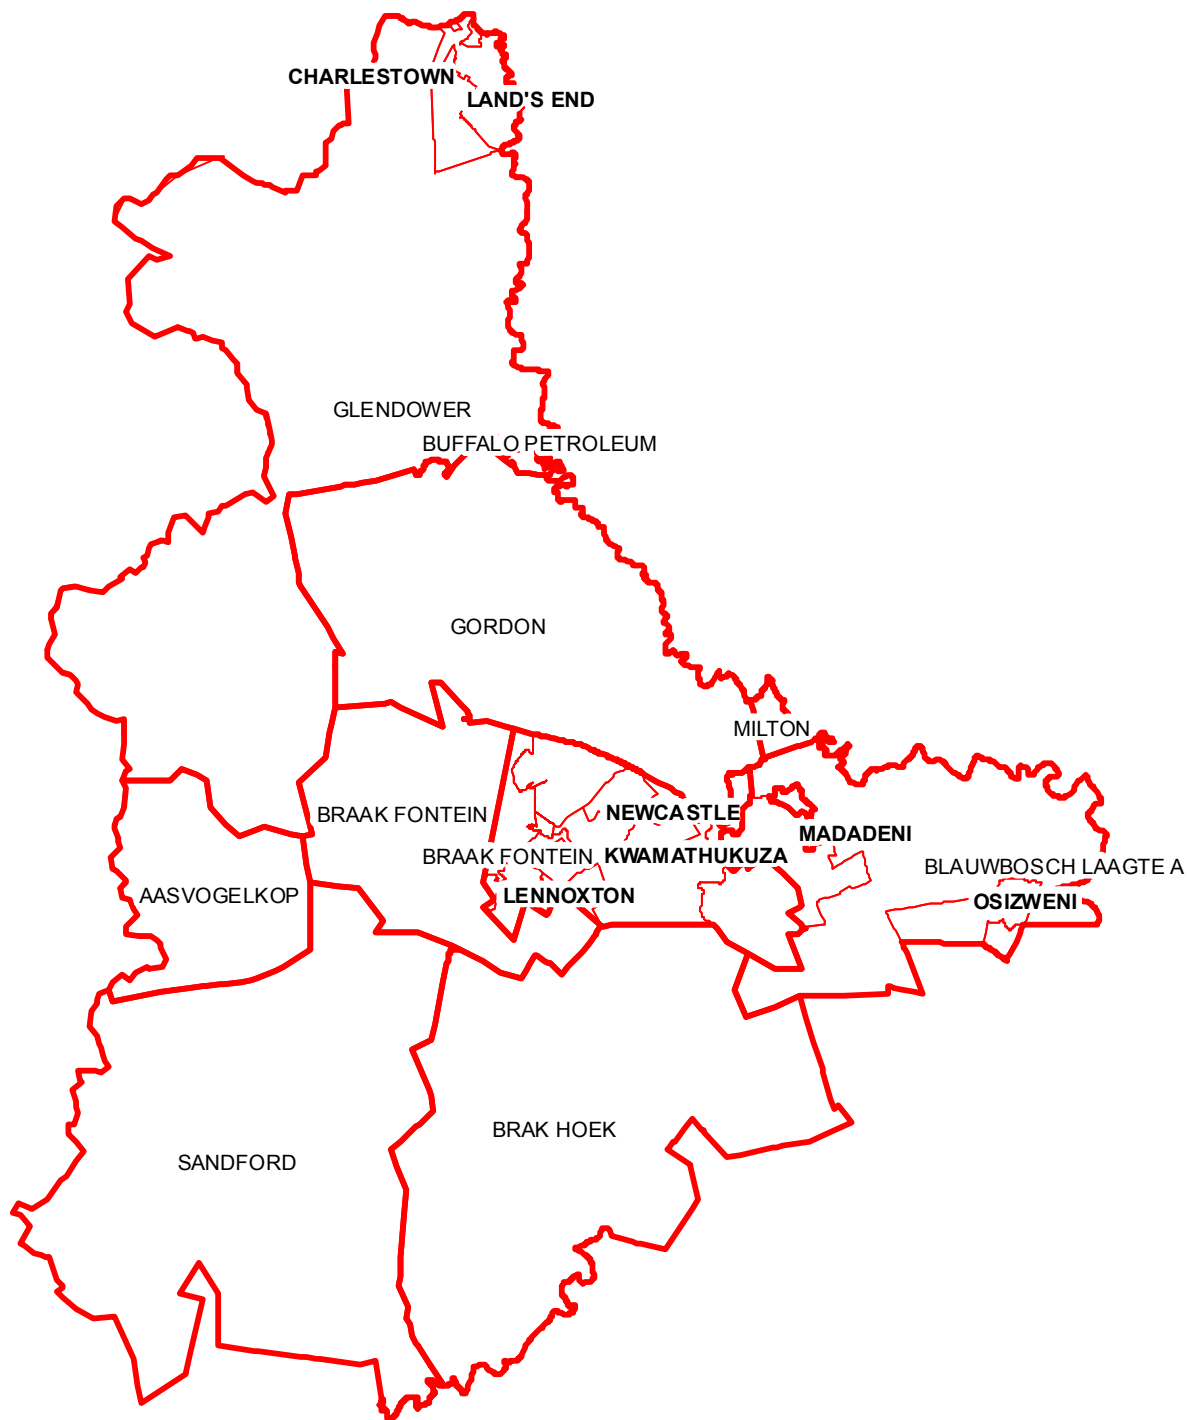 CHARLESTOWN
LAND'S END
GLENDOWER
BUFFALO PETROLEUM
GORDON
MILTON
BRAAK FONTEIN
NEWCASTLE
MADADENI
BRAAK FONTEIN
KWAMATHUKUZA
BLAUWBOSCH LAAGTE A
AASVOGELKOP
LENNOXTON
OSIZWENI
BRAK HOEK
SANDFORD